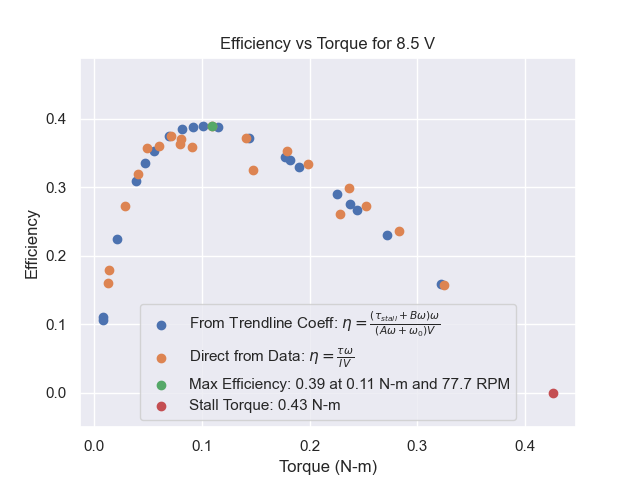 Efficiency vs Torque for 8.5 V
Efficiency
0.4
0.3
0.2
0.1
0.0
From Trendline Coeff: η = (τ_stall + Bω)ω / (Aω + ω₀)V
Direct from Data: η = τω / IV
Max Efficiency: 0.39 at 0.11 N-m and 77.7 RPM
Stall Torque: 0.43 N-m
0.0 0.1 0.2 0.3 0.4
Torque (N-m)